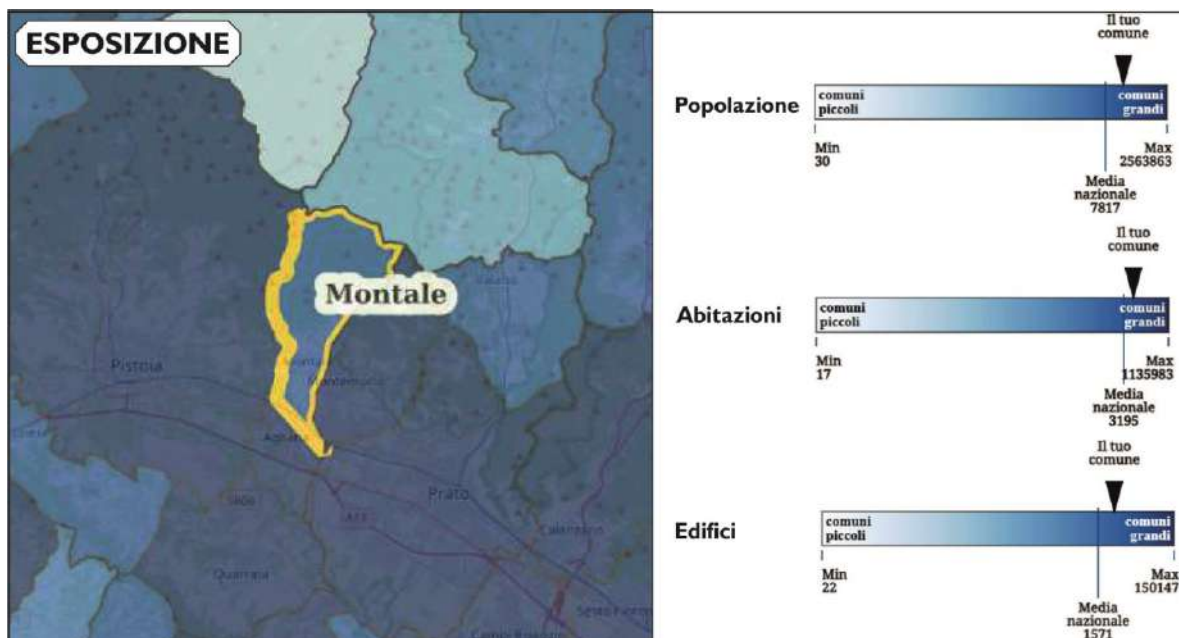 ESPOSIZIONE
Montale
Pistoia
Prato
A11
Quarrata
Calenzano
Popolazione
Il tuo
comune
comuni
piccoli
comuni
grandi
Min
30
Max
2563863
Media
nazionale
7817
Abitazioni
Il tuo
comune
comuni
piccoli
comuni
grandi
Min
17
Max
1135983
Media
nazionale
3195
Edifici
Il tuo
comune
comuni
piccoli
comuni
grandi
Min
22
Max
150147
Media
nazionale
1571